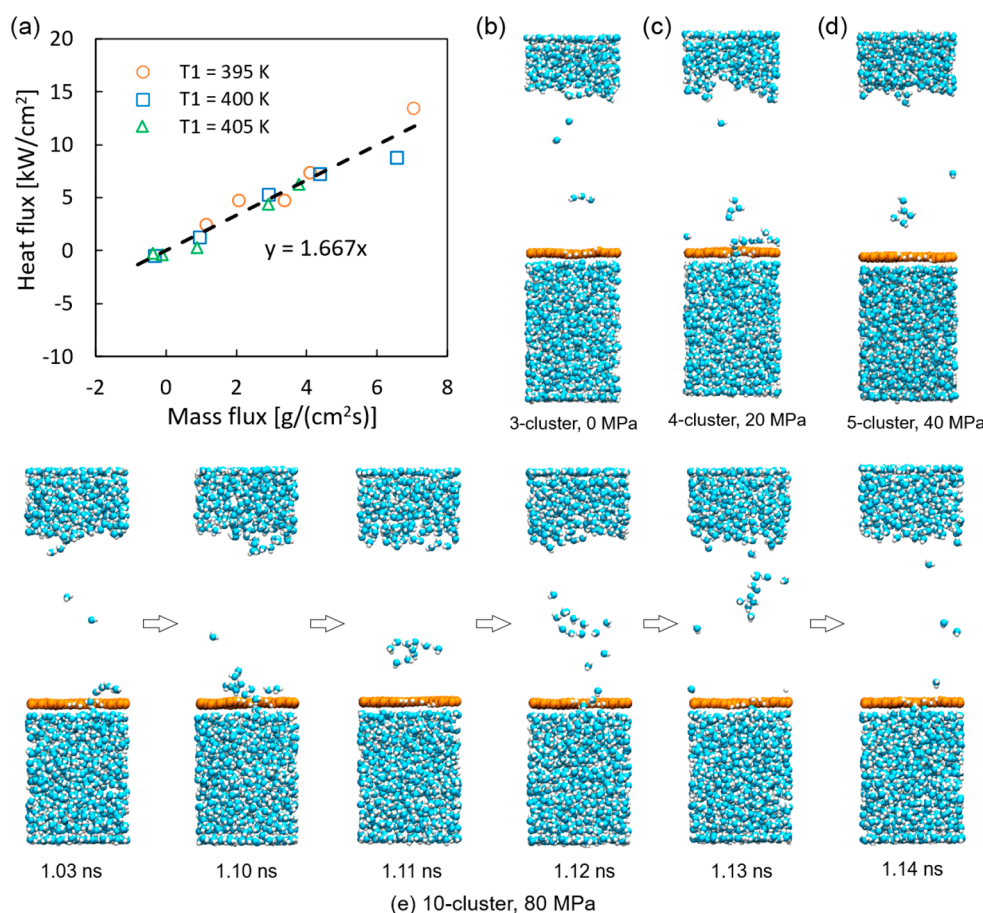 (a)
20
15
10
5
0
-5
-10
Heat flux [kW/cm²]
T1 = 395 K
T1 = 400 K
T1 = 405 K
y = 1.667x
-2 0 2 4 6 8
Mass flux [g/(cm²s)]
(b)
3-cluster, 0 MPa
(c)
4-cluster, 20 MPa
(d)
5-cluster, 40 MPa
1.03 ns 1.10 ns 1.11 ns 1.12 ns 1.13 ns 1.14 ns
(e) 10-cluster, 80 MPa